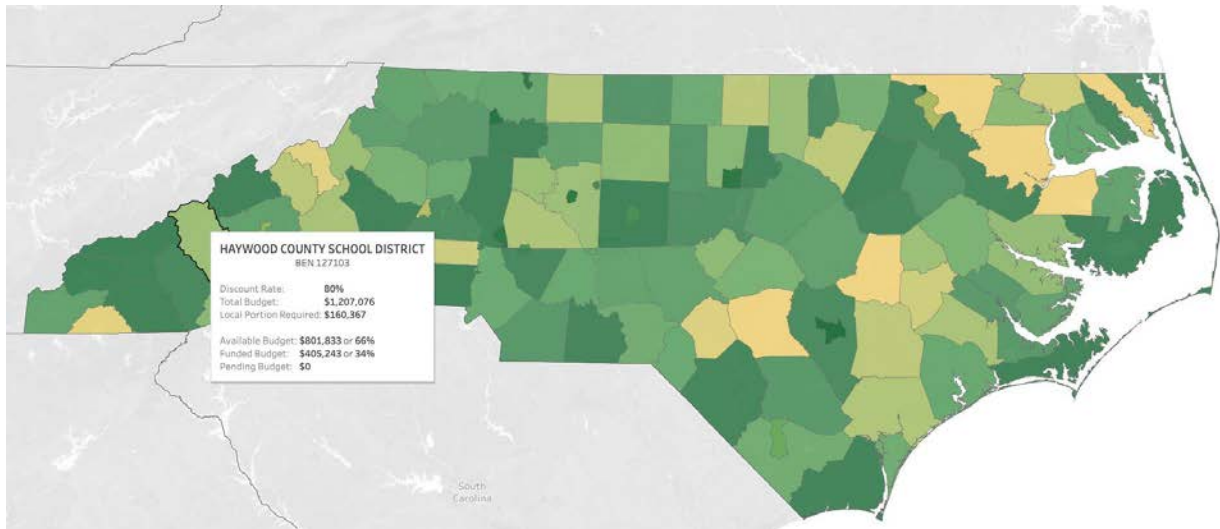 HAYWOOD COUNTY SCHOOL DISTRICT
BEN 127103
Discount Rate: 80%
Total Budget: $1,207,076
Local Portion Required: $160,367
Available Budget: $801,833 or 66%
Funded Budget: $405,243 or 34%
Pending Budget: $0
South
Carolina